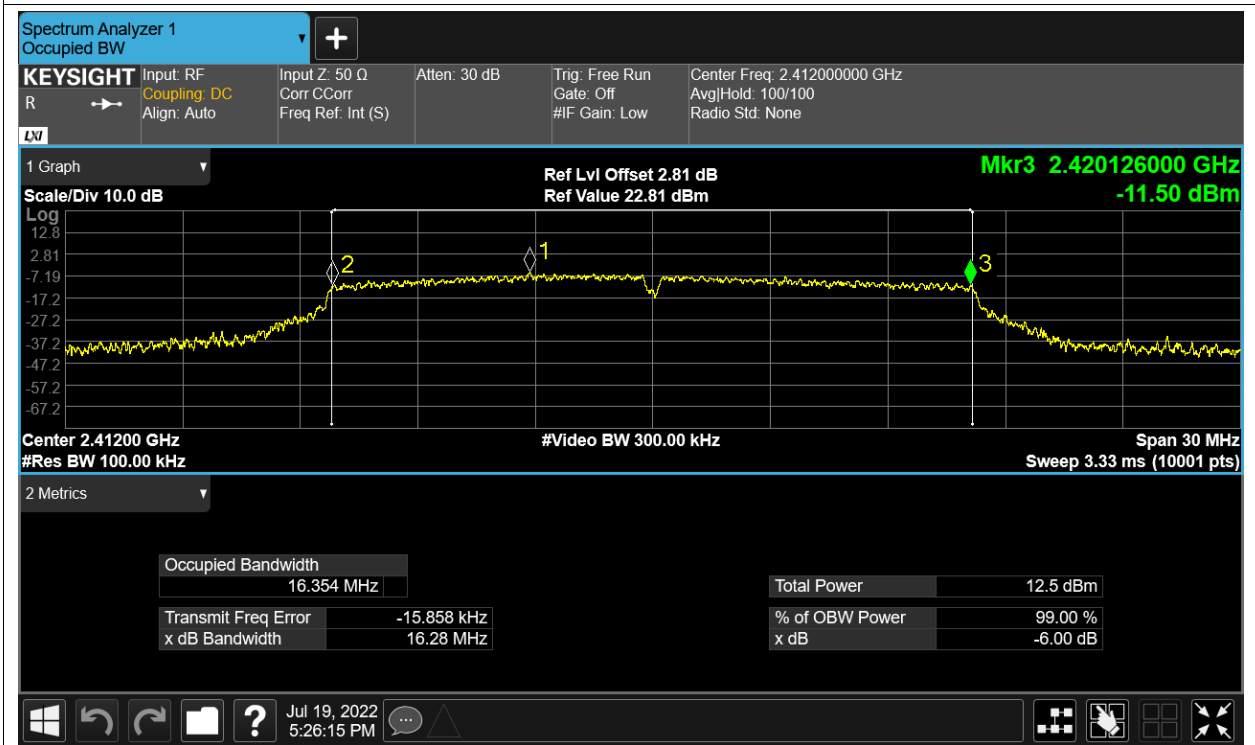 Spectrum Analyzer 1
Occupied BW
KEYSIGHT
R
LXI
Input: RF
Coupling: DC
Align: Auto
Input Z: 50 Ω
Corr CCorr
Freq Ref: Int (S)
Atten: 30 dB
Trig: Free Run
Gate: Off
#IF Gain: Low
Center Freq: 2.412000000 GHz
Avg|Hold: 100/100
Radio Std: None
1 Graph
Scale/Div 10.0 dB
Ref Lvl Offset 2.81 dB
Ref Value 22.81 dBm
Mkr3 2.420126000 GHz
-11.50 dBm
Log
12.8
2.81
-7.19
-17.2
-27.2
-37.2
-47.2
-57.2
-67.2
2
1
3
Center 2.41200 GHz
#Res BW 100.00 kHz
#Video BW 300.00 kHz
Span 30 MHz
Sweep 3.33 ms (10001 pts)
2 Metrics
Occupied Bandwidth
16.354 MHz
Transmit Freq Error -15.858 kHz
x dB Bandwidth 16.28 MHz
Total Power 12.5 dBm
% of OBW Power 99.00 %
x dB -6.00 dB
?
Jul 19, 2022
5:26:15 PM